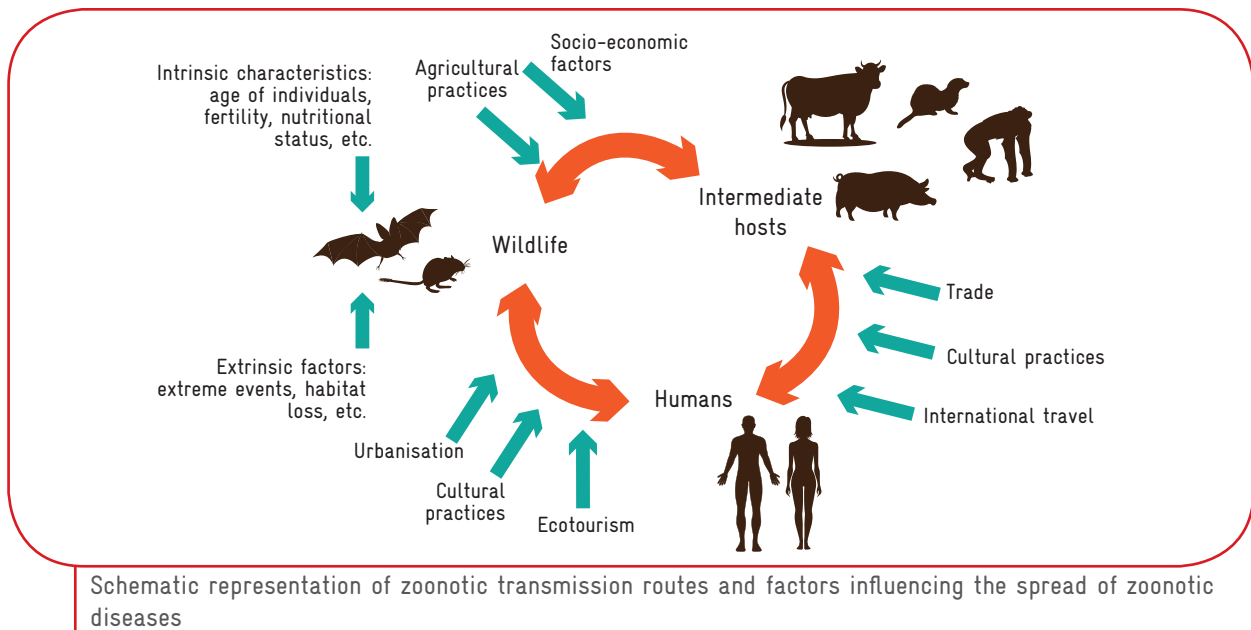 Socio-economic
factors
Agricultural
practices
Intrinsic characteristics:
age of individuals,
fertility, nutritional
status, etc.
Intermediate
hosts
Wildlife
Trade
Cultural practices
International travel
Humans
Extrinsic factors:
extreme events, habitat
loss, etc.
Urbanisation
Cultural
practices
Ecotourism
Schematic representation of zoonotic transmission routes and factors influencing the spread of zoonotic
diseases